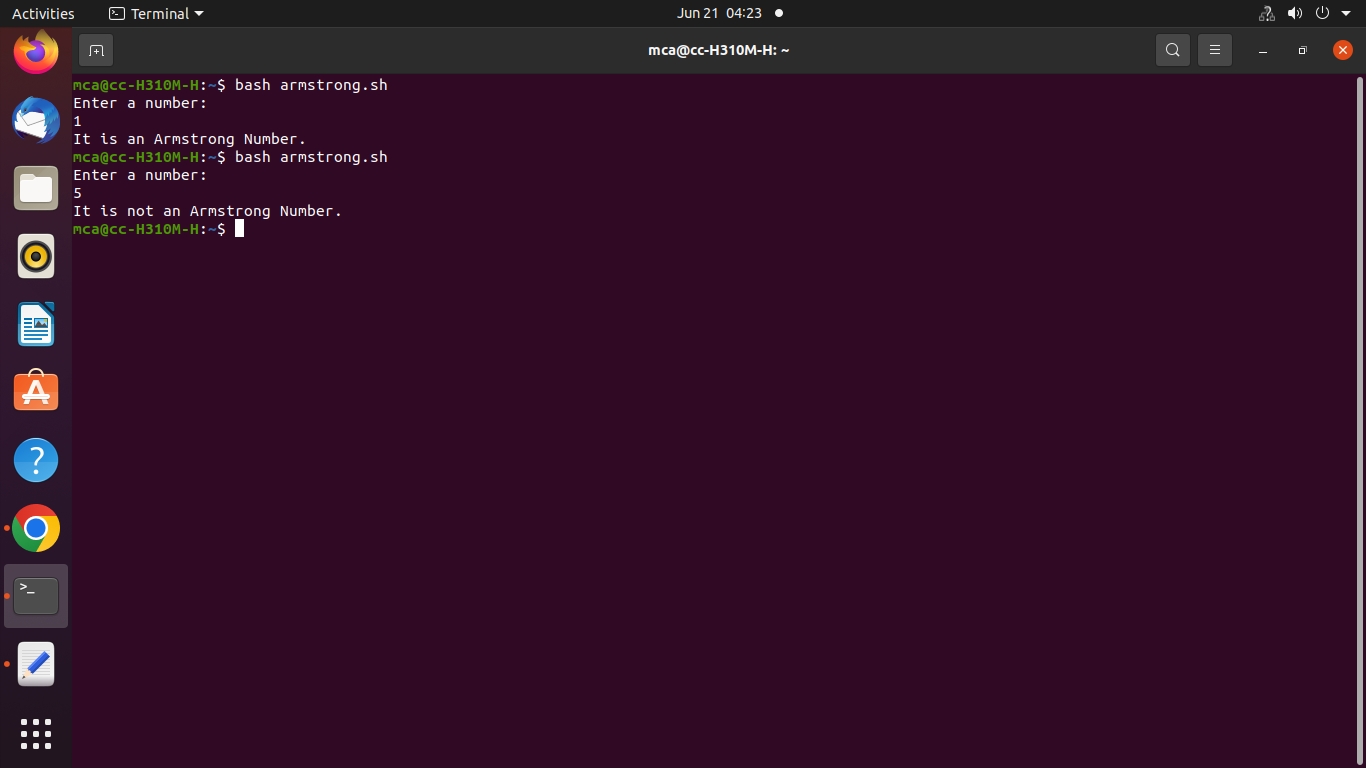 Activities Terminal Jun 21 04:23
mca@cc-H310M-H: ~
mca@cc-H310M-H:~$ bash armstrong.sh
Enter a number:
1
It is an Armstrong Number.
mca@cc-H310M-H:~$ bash armstrong.sh
Enter a number:
5
It is not an Armstrong Number.
mca@cc-H310M-H:~$